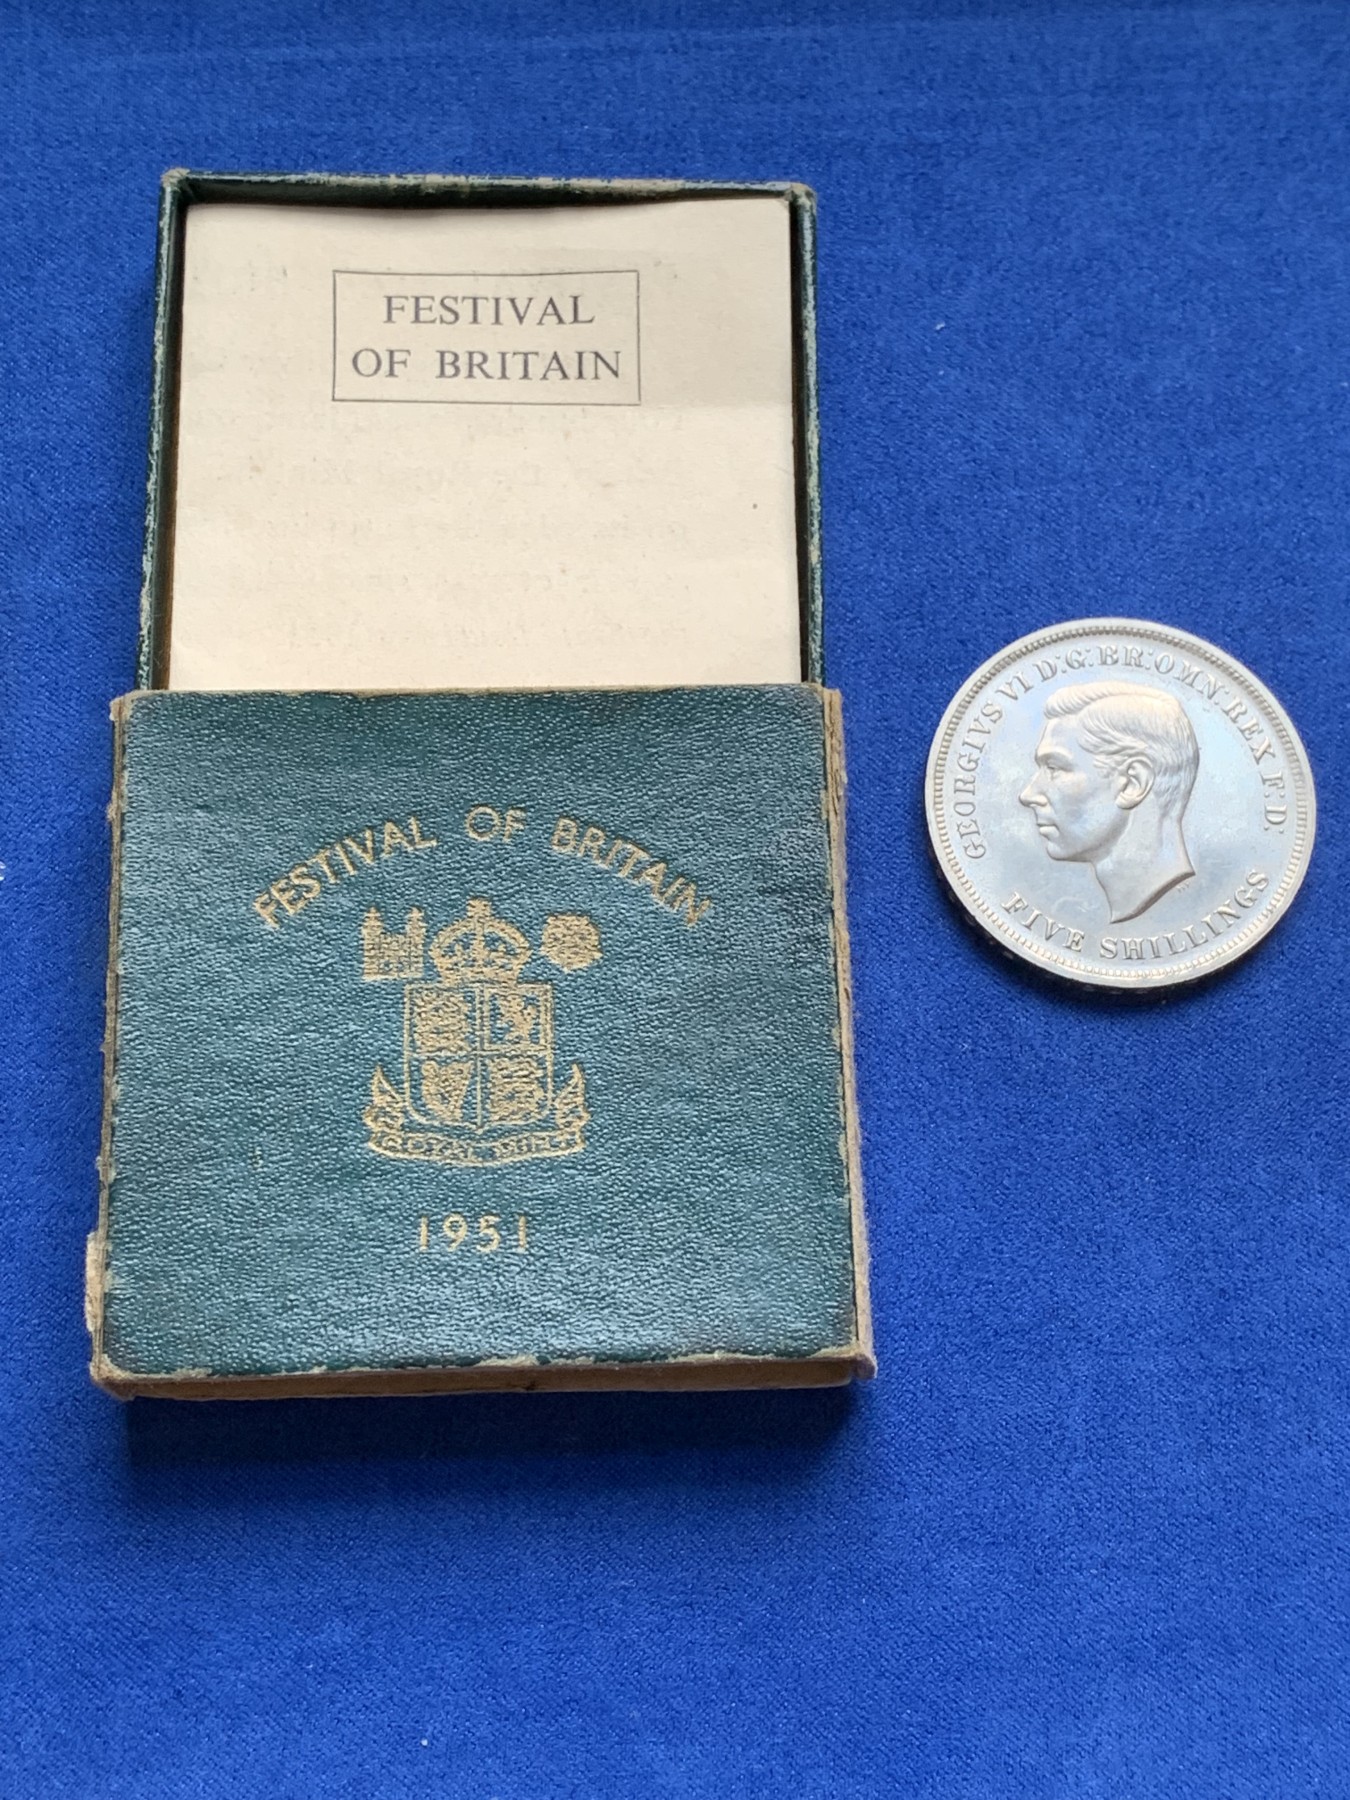 FESTIVAL
OF BRITAIN
FESTIVAL OF BRITAIN
ROYAL MINT
1951
GEORGIVS VI D:G:BR:OMN:REX F:D:
FIVE SHILLINGS